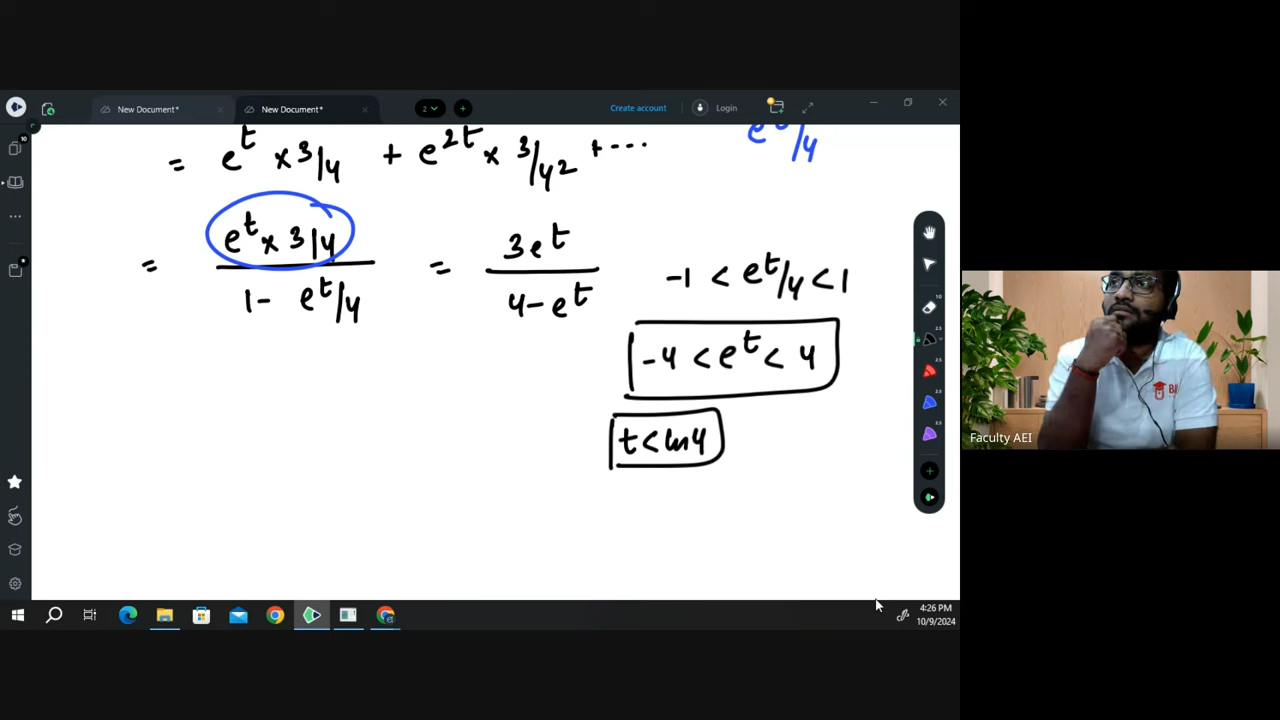 New Document* New Document* 2 Create account Login
= e^t × 3/4 + e^2t × 3/4^2 + ... e^t/4
= e^t × 3/4 / 1 - e^t/4 = 3e^t / 4 - e^t
-1 < e^t/4 < 1
-4 < e^t < 4
t < ln4
Faculty AEI
4:26 PM
10/9/2024